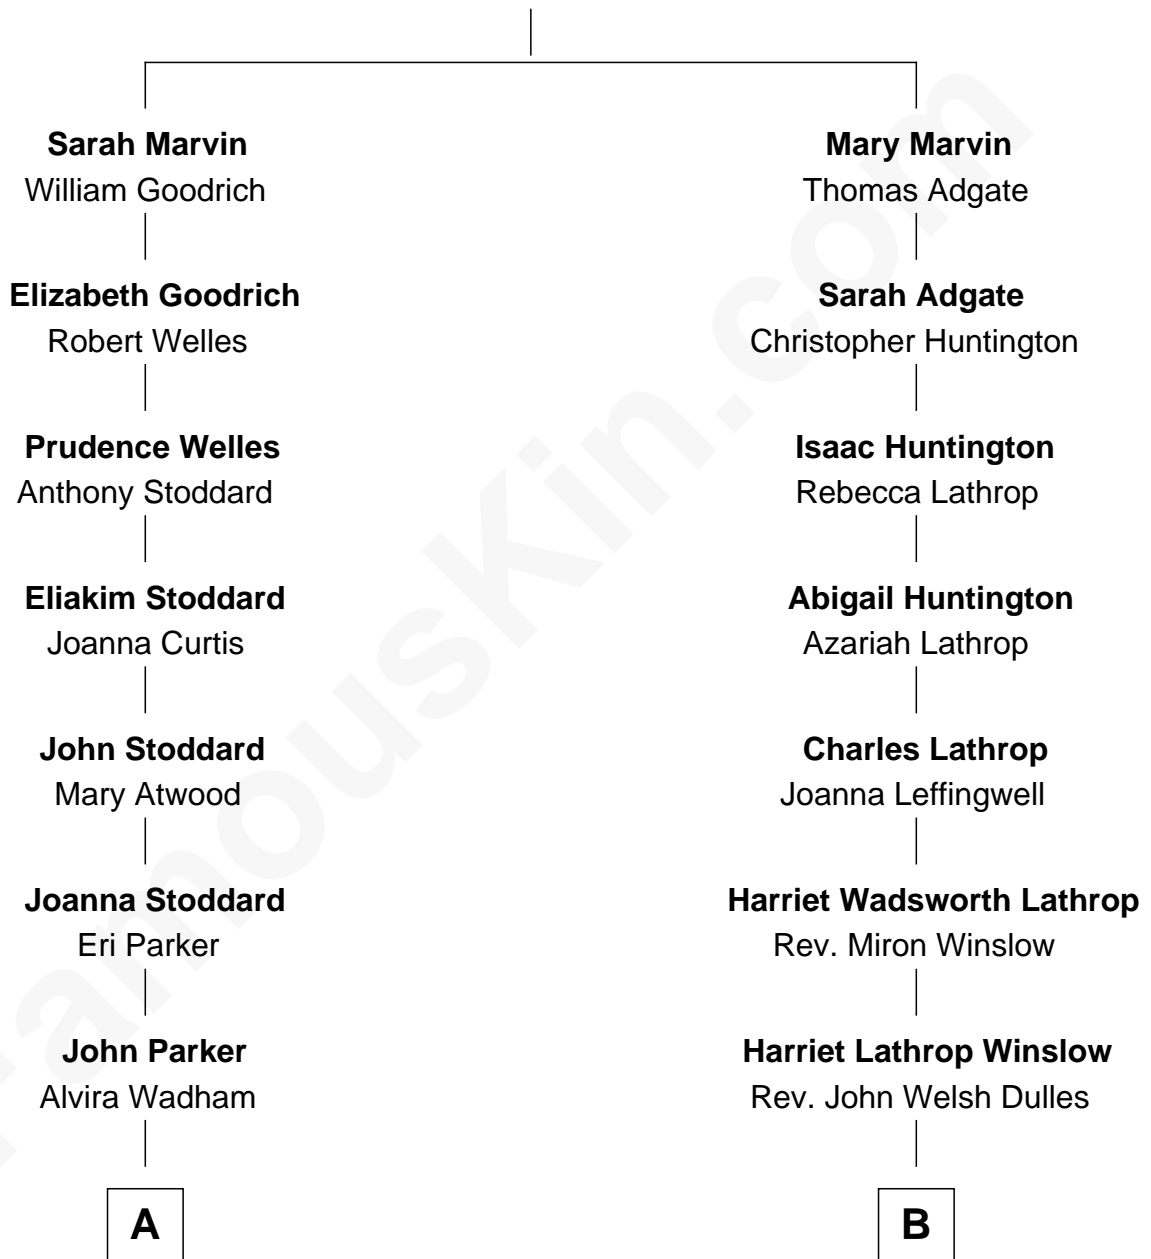 Sarah Marvin
William Goodrich
Elizabeth Goodrich
Robert Welles
Prudence Welles
Anthony Stoddard
Eliakim Stoddard
Joanna Curtis
John Stoddard
Mary Atwood
Joanna Stoddard
Eri Parker
John Parker
Alvira Wadham
A
Mary Marvin
Thomas Adgate
Sarah Adgate
Christopher Huntington
Isaac Huntington
Rebecca Lathrop
Abigail Huntington
Azariah Lathrop
Charles Lathrop
Joanna Leffingwell
Harriet Wadsworth Lathrop
Rev. Miron Winslow
Harriet Lathrop Winslow
Rev. John Welsh Dulles
B
FamousKin.com